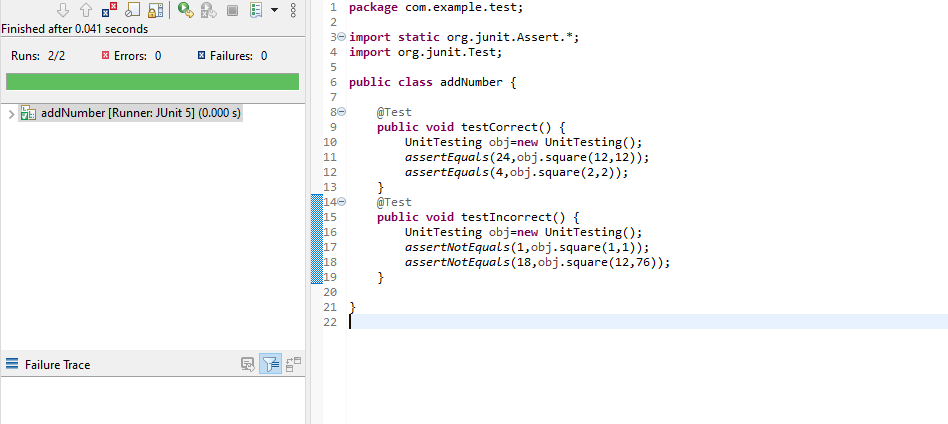 Finished after 0.041 seconds
Runs: 2/2 Errors: 0 Failures: 0
addNumber [Runner: JUnit 5] (0.000 s)
Failure Trace
1 package com.example.test;
2
3 import static org.junit.Assert.*;
4 import org.junit.Test;
5
6 public class addNumber {
7
8 @Test
9 public void testCorrect() {
10 UnitTesting obj=new UnitTesting();
11 assertEquals(24,obj.square(12,12));
12 assertEquals(4,obj.square(2,2));
13 }
14 @Test
15 public void testIncorrect() {
16 UnitTesting obj=new UnitTesting();
17 assertNotEquals(1,obj.square(1,1));
18 assertNotEquals(18,obj.square(12,76));
19 }
20
21 }
22